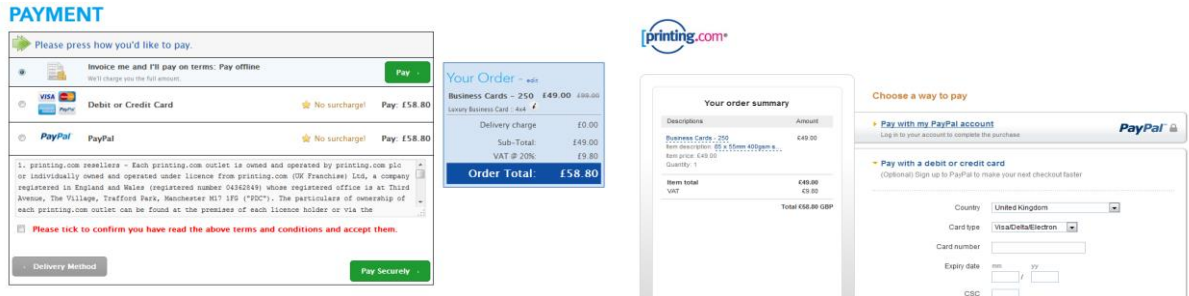 PAYMENT
Please press how you'd like to pay.
Invoice me and I'll pay on terms: Pay offline
We'll charge you the full amount.
Pay
VISA
PayPal
Debit or Credit Card
No surcharge!
Pay: £58.80
PayPal
PayPal
No surcharge!
Pay: £58.80
1. printing.com resellers - Each printing.com outlet is owned and operated by printing.com plc
or individually owned and operated under licence from printing.com (UK Franchise) Ltd, a company
registered in England and Wales (registered number 04362849) whose registered office is at Third
Avenue, The Village, Trafford Park, Manchester M17 1FG ("PDC"). The particulars of ownership of
each printing.com outlet can be found at the premises of each licence holder or via the
Please tick to confirm you have read the above terms and conditions and accept them.
Delivery Method
Pay Securely
Your Order - edit
Business Cards - 250 £49.00 £99.00
Luxury Business Card : 4x4
Delivery charge £0.00
Sub-Total: £49.00
VAT @ 20%: £9.80
Order Total: £58.80
[printing.com
Your order summary
Descriptions Amount
Business Cards - 250 £49.00
Item description: 85 x 55mm 400gsm s...
Item price: £49.00
Quantity: 1
Item total £49.00
VAT £9.80
Total £58.80 GBP
Choose a way to pay
Pay with my PayPal account
Log in to your account to complete the purchase
PayPal
Pay with a debit or credit card
(Optional) Sign up to PayPal to make your next checkout faster
Country United Kingdom
Card type Visa/Delta/Electron
Card number
Expiry date mm yy
/
CSC